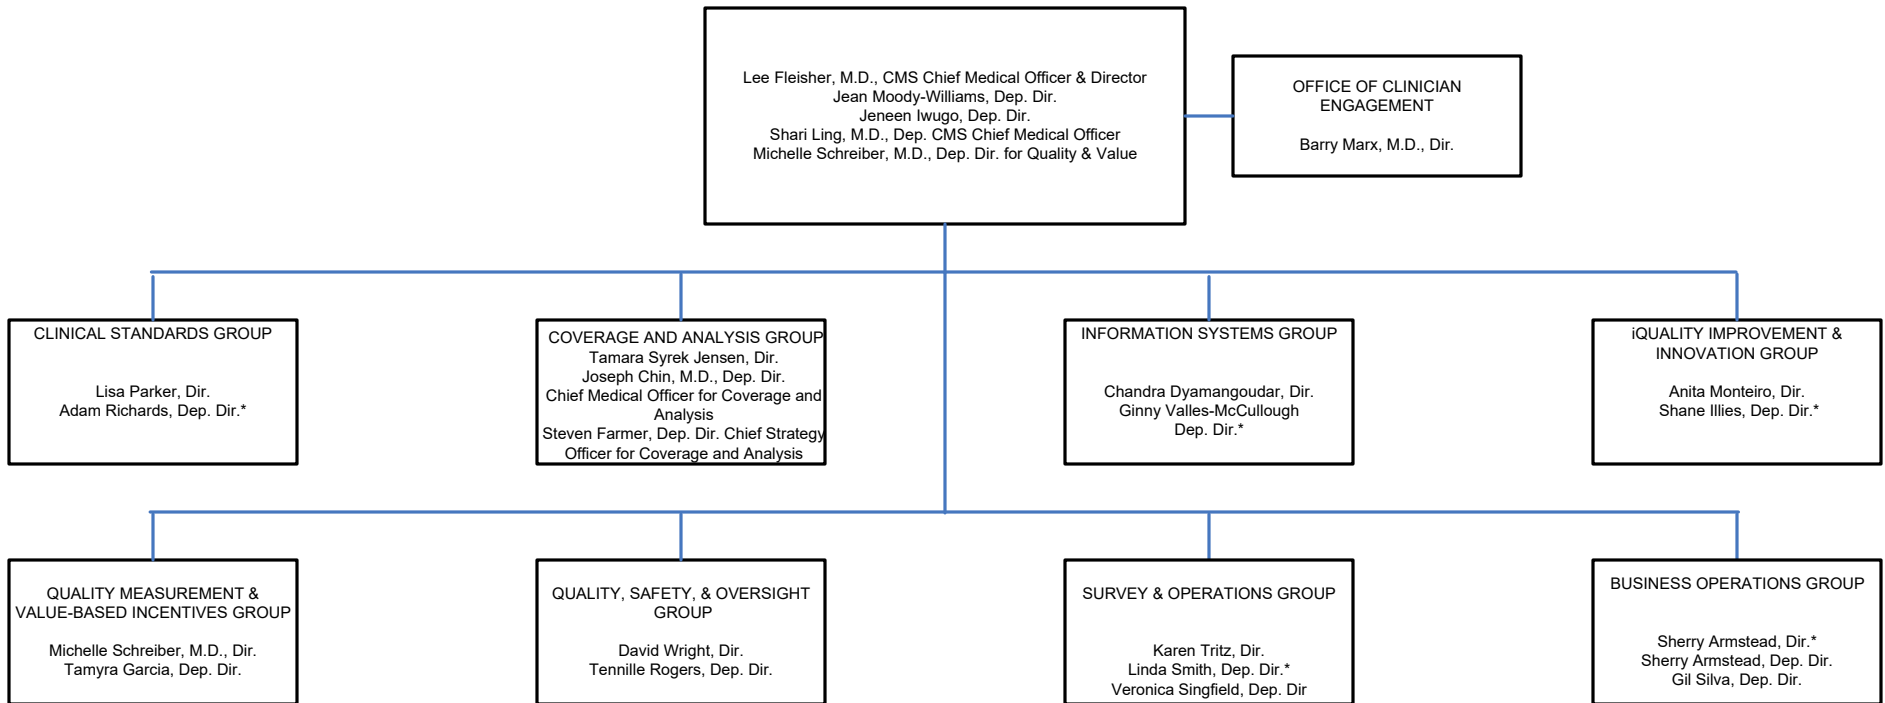 Lee Fleisher, M.D., CMS Chief Medical Officer & Director
Jean Moody-Williams, Dep. Dir.
Jeneen Iwugo, Dep. Dir.
Shari Ling, M.D., Dep. CMS Chief Medical Officer
Michelle Schreiber, M.D., Dep. Dir. for Quality & Value
OFFICE OF CLINICIAN
ENGAGEMENT
Barry Marx, M.D., Dir.
CLINICAL STANDARDS GROUP
Lisa Parker, Dir.
Adam Richards, Dep. Dir.*
COVERAGE AND ANALYSIS GROUP
Tamara Syrek Jensen, Dir.
Joseph Chin, M.D., Dep. Dir.
Chief Medical Officer for Coverage and
Analysis
Steven Farmer, Dep. Dir. Chief Strategy
Officer for Coverage and Analysis
INFORMATION SYSTEMS GROUP
Chandra Dyamangoudar, Dir.
Ginny Valles-McCullough
Dep. Dir.*
iQUALITY IMPROVEMENT &
INNOVATION GROUP
Anita Monteiro, Dir.
Shane Illies, Dep. Dir.*
QUALITY MEASUREMENT &
VALUE-BASED INCENTIVES GROUP
Michelle Schreiber, M.D., Dir.
Tamyra Garcia, Dep. Dir.
QUALITY, SAFETY, & OVERSIGHT
GROUP
David Wright, Dir.
Tennille Rogers, Dep. Dir.
SURVEY & OPERATIONS GROUP
Karen Tritz, Dir.
Linda Smith, Dep. Dir.*
Veronica Singfield, Dep. Dir
BUSINESS OPERATIONS GROUP
Sherry Armstead, Dir.*
Sherry Armstead, Dep. Dir.
Gil Silva, Dep. Dir.